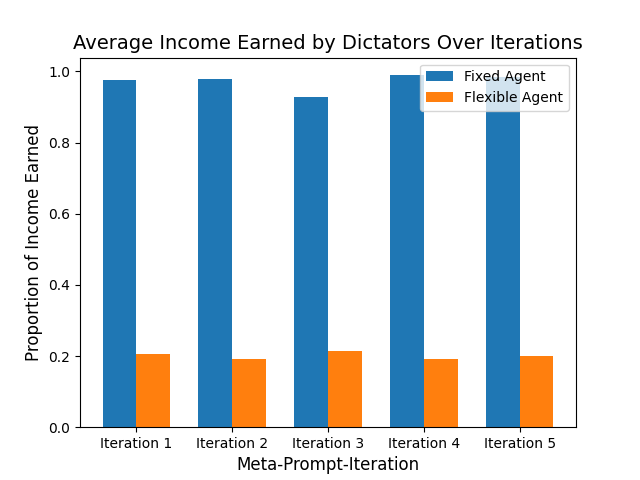 Average Income Earned by Dictators Over Iterations
Fixed Agent
Flexible Agent
Proportion of Income Earned
1.0
0.8
0.6
0.4
0.2
0.0
Iteration 1
Iteration 2
Iteration 3
Iteration 4
Iteration 5
Meta-Prompt-Iteration